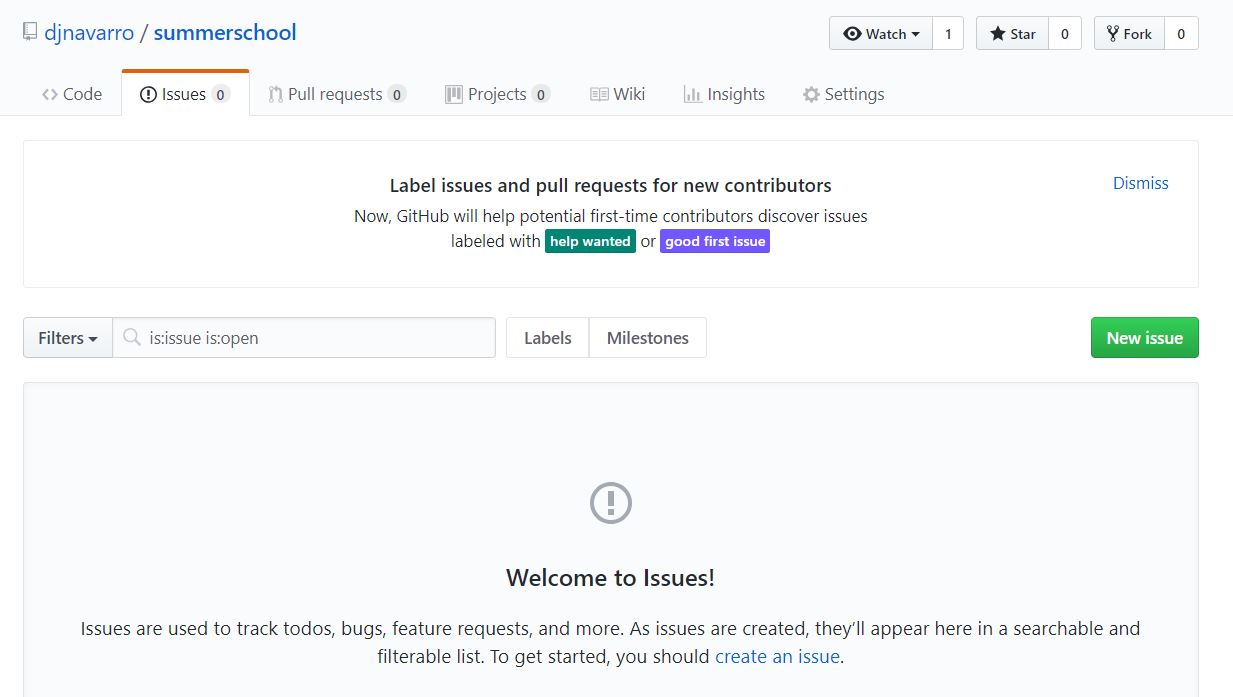 djnavarro / summerschool
Watch 1 Star 0 Fork 0
Code Issues 0 Pull requests 0 Projects 0 Wiki Insights Settings
Label issues and pull requests for new contributors
Dismiss
Now, GitHub will help potential first-time contributors discover issues
labeled with help wanted or good first issue
Filters is:issue is:open Labels Milestones New issue
Welcome to Issues!
Issues are used to track todos, bugs, feature requests, and more. As issues are created, they’ll appear here in a searchable and
filterable list. To get started, you should create an issue.